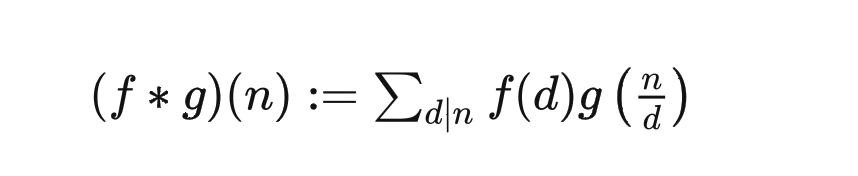 (f * g)(n) := ∑_{d|n} f(d)g(n/d)